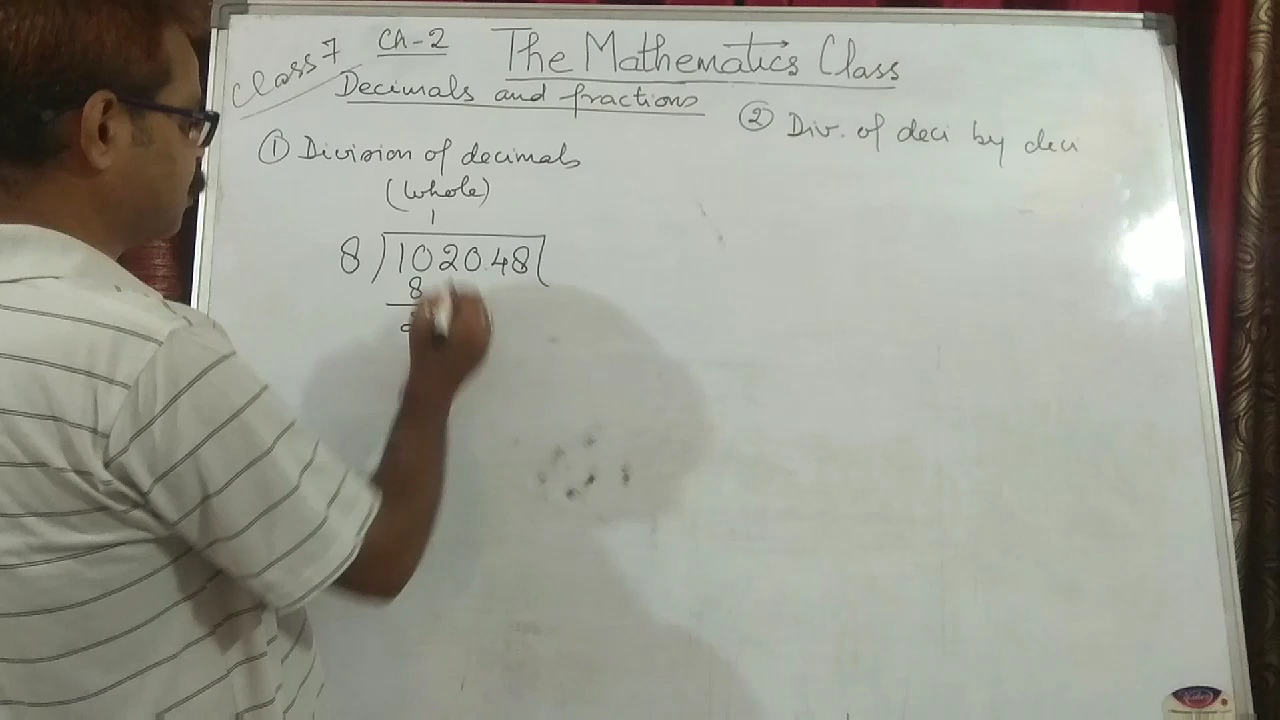 Class 7 Ch-2 The Mathematics Class
Decimals and fractions
① Division of decimals
(whole)
② Div. of deci by deci
1
8)1020.48(
8